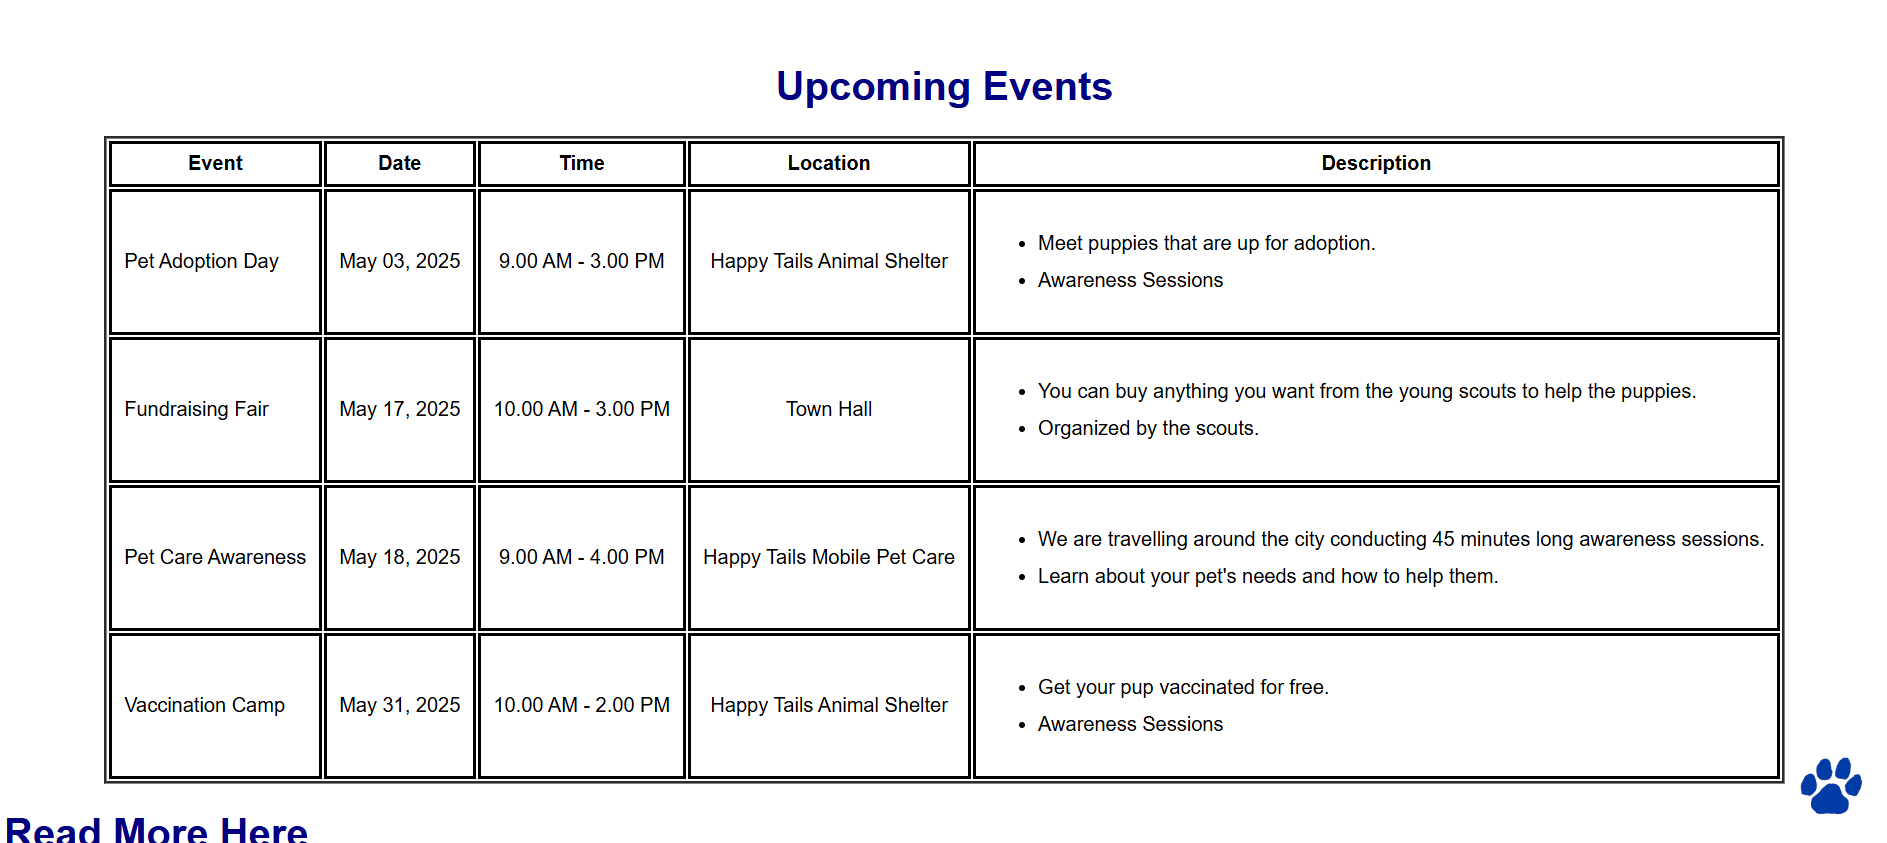 Upcoming Events
Event Date Time Location Description
Pet Adoption Day May 03, 2025 9.00 AM - 3.00 PM Happy Tails Animal Shelter
• Meet puppies that are up for adoption.
• Awareness Sessions
Fundraising Fair May 17, 2025 10.00 AM - 3.00 PM Town Hall
• You can buy anything you want from the young scouts to help the puppies.
• Organized by the scouts.
Pet Care Awareness May 18, 2025 9.00 AM - 4.00 PM Happy Tails Mobile Pet Care
• We are travelling around the city conducting 45 minutes long awareness sessions.
• Learn about your pet's needs and how to help them.
Vaccination Camp May 31, 2025 10.00 AM - 2.00 PM Happy Tails Animal Shelter
• Get your pup vaccinated for free.
• Awareness Sessions
Read More Here